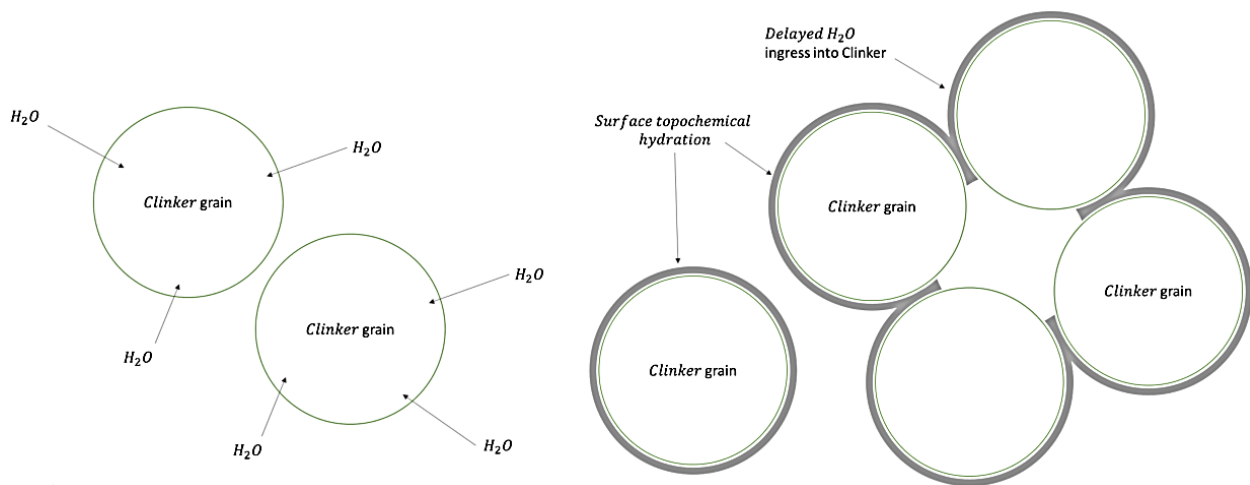 H₂O
H₂O
Clinker grain
H₂O
Clinker grain
H₂O
H₂O
H₂O
Delayed H₂O
ingress into Clinker
Surface topochemical
hydration
Clinker grain
Clinker grain
Clinker grain